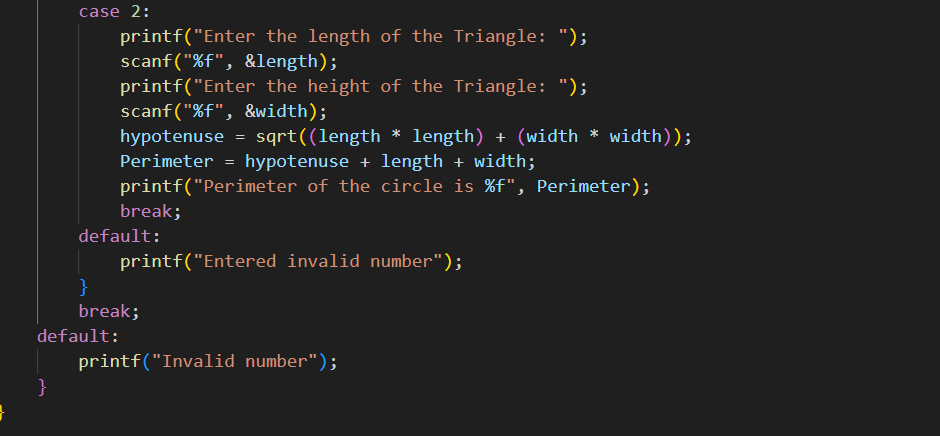 case 2:
printf("Enter the length of the Triangle: ");
scanf("%f", &length);
printf("Enter the height of the Triangle: ");
scanf("%f", &width);
hypotenuse = sqrt((length * length) + (width * width));
Perimeter = hypotenuse + length + width;
printf("Perimeter of the circle is %f", Perimeter);
break;
default:
printf("Entered invalid number");
}
break;
default:
printf("Invalid number");
}
}